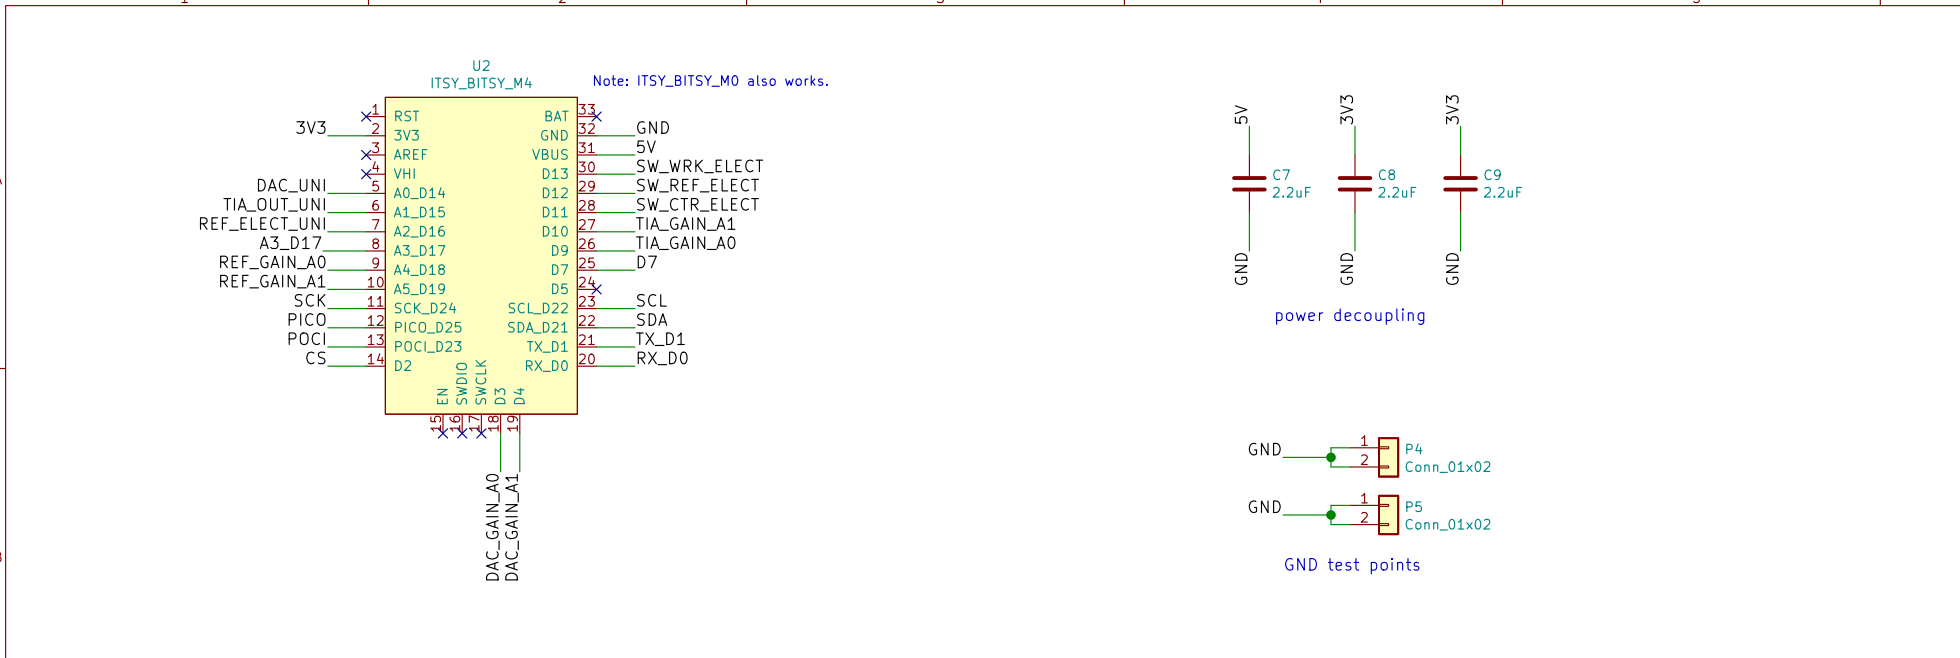 U2
ITSY_BITSY_M4
Note: ITSY_BITSY_M0 also works.
1 RST
3V3 2 3V3
3 AREF
4 VHI
DAC_UNI 5 A0_D14
TIA_OUT_UNI 6 A1_D15
REF_ELECT_UNI 7 A2_D16
A3_D17 8 A3_D17
REF_GAIN_A0 9 A4_D18
REF_GAIN_A1 10 A5_D19
SCK 11 SCK_D24
PICO 12 PICO_D25
POCI 13 POCI_D23
CS 14 D2
BAT 33
GND 32 GND
VBUS 31 5V
D13 30 SW_WRK_ELECT
D12 29 SW_REF_ELECT
D11 28 SW_CTR_ELECT
D10 27 TIA_GAIN_A1
D9 26 TIA_GAIN_A0
D7 25 D7
D5 24
SCL_D22 23 SCL
SDA_D21 22 SDA
TX_D1 21 TX_D1
RX_D0 20 RX_D0
EN 15
SWDIO 16
SWCLK 17
D3 18 DAC_GAIN_A0
D4 19 DAC_GAIN_A1
5V
C7
2.2uF
GND
3V3
C8
2.2uF
GND
3V3
C9
2.2uF
GND
power decoupling
GND
1
2
P4
Conn_01x02
GND
1
2
P5
Conn_01x02
GND test points